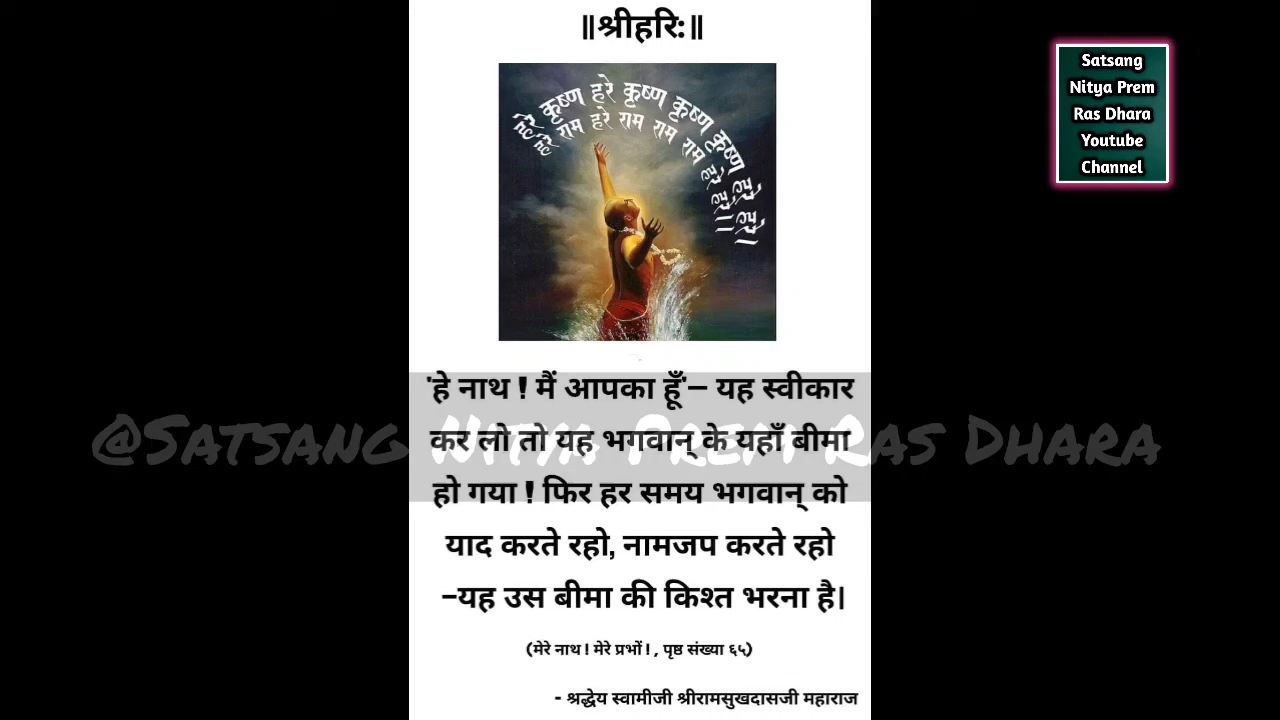 ॥श्रीहरिः॥
हरे कृष्ण हरे कृष्ण कृष्ण कृष्ण हरे हरे।
हरे राम हरे राम राम राम हरे हरे।।
Satsang
Nitya Prem
Ras Dhara
Youtube
Channel
'हे नाथ ! मैं आपका हूँ'– यह स्वीकार
कर लो तो यह भगवान् के यहाँ बीमा
हो गया ! फिर हर समय भगवान् को
याद करते रहो, नामजप करते रहो
–यह उस बीमा की किश्त भरना है।
@Satsang Nitya Prem Ras Dhara
(मेरे नाथ ! मेरे प्रभों ! , पृष्ठ संख्या ६५)
- श्रद्धेय स्वामीजी श्रीरामसुखदासजी महाराज